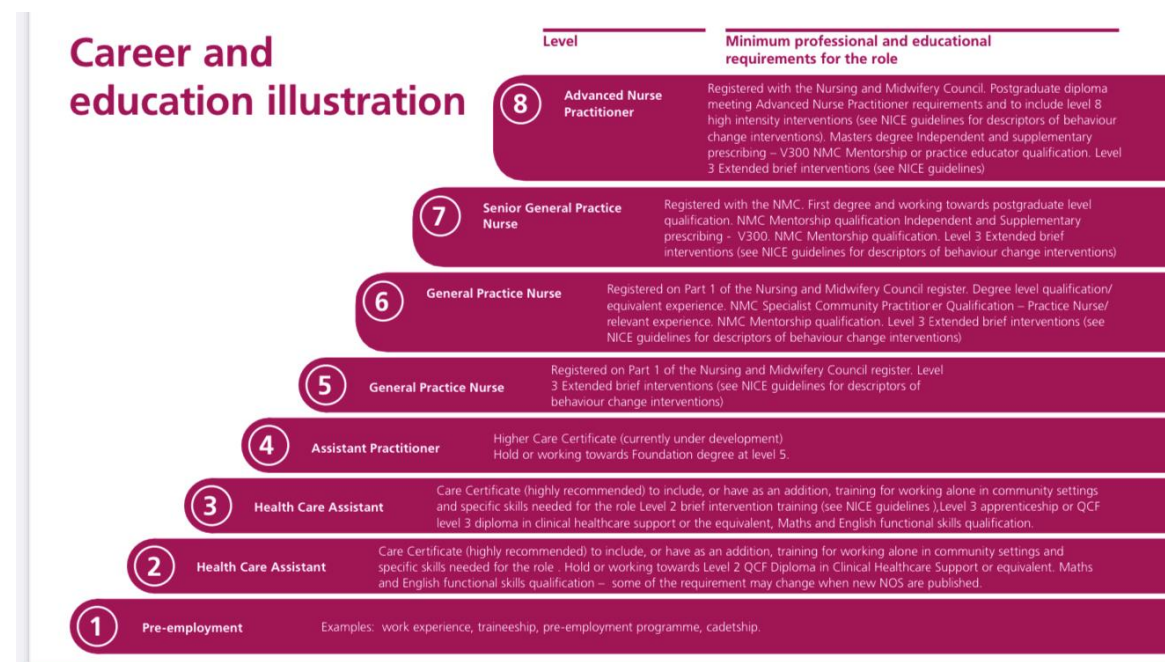 Career and
education illustration
Level
Minimum professional and educational
requirements for the role
8
Advanced Nurse
Practitioner
Registered with the Nursing and Midwifery Council. Postgraduate diploma
meeting Advanced Nurse Practitioner requirements and to include level 8
high intensity interventions (see NICE guidelines for descriptors of behaviour
change interventions). Masters degree Independent and supplementary
prescribing – V300 NMC Mentorship or practice educator qualification. Level
3 Extended brief interventions (see NICE guidelines)
7
Senior General Practice
Nurse
Registered with the NMC. First degree and working towards postgraduate level
qualification. NMC Mentorship qualification Independent and Supplementary
prescribing - V300. NMC Mentorship qualification. Level 3 Extended brief
interventions (see NICE guidelines for descriptors of behaviour change interventions)
6
General Practice Nurse
Registered on Part 1 of the Nursing and Midwifery Council register. Degree level qualification/
equivalent experience. NMC Specialist Community Practitioner Qualification – Practice Nurse/
relevant experience. NMC Mentorship qualification. Level 3 Extended brief interventions (see
NICE guidelines for descriptors of behaviour change interventions)
5
General Practice Nurse
Registered on Part 1 of the Nursing and Midwifery Council register. Level
3 Extended brief interventions (see NICE guidelines for descriptors of
behaviour change interventions)
4
Assistant Practitioner
Higher Care Certificate (currently under development)
Hold or working towards Foundation degree at level 5.
3
Health Care Assistant
Care Certificate (highly recommended) to include, or have as an addition, training for working alone in community settings
and specific skills needed for the role Level 2 brief intervention training (see NICE guidelines ),Level 3 apprenticeship or QCF
level 3 diploma in clinical healthcare support or the equivalent, Maths and English functional skills qualification.
2
Health Care Assistant
Care Certificate (highly recommended) to include, or have as an addition, training for working alone in community settings and
specific skills needed for the role . Hold or working towards Level 2 QCF Diploma in Clinical Healthcare Support or equivalent. Maths
and English functional skills qualification – some of the requirement may change when new NOS are published.
1
Pre-employment
Examples: work experience, traineeship, pre-employment programme, cadetship.